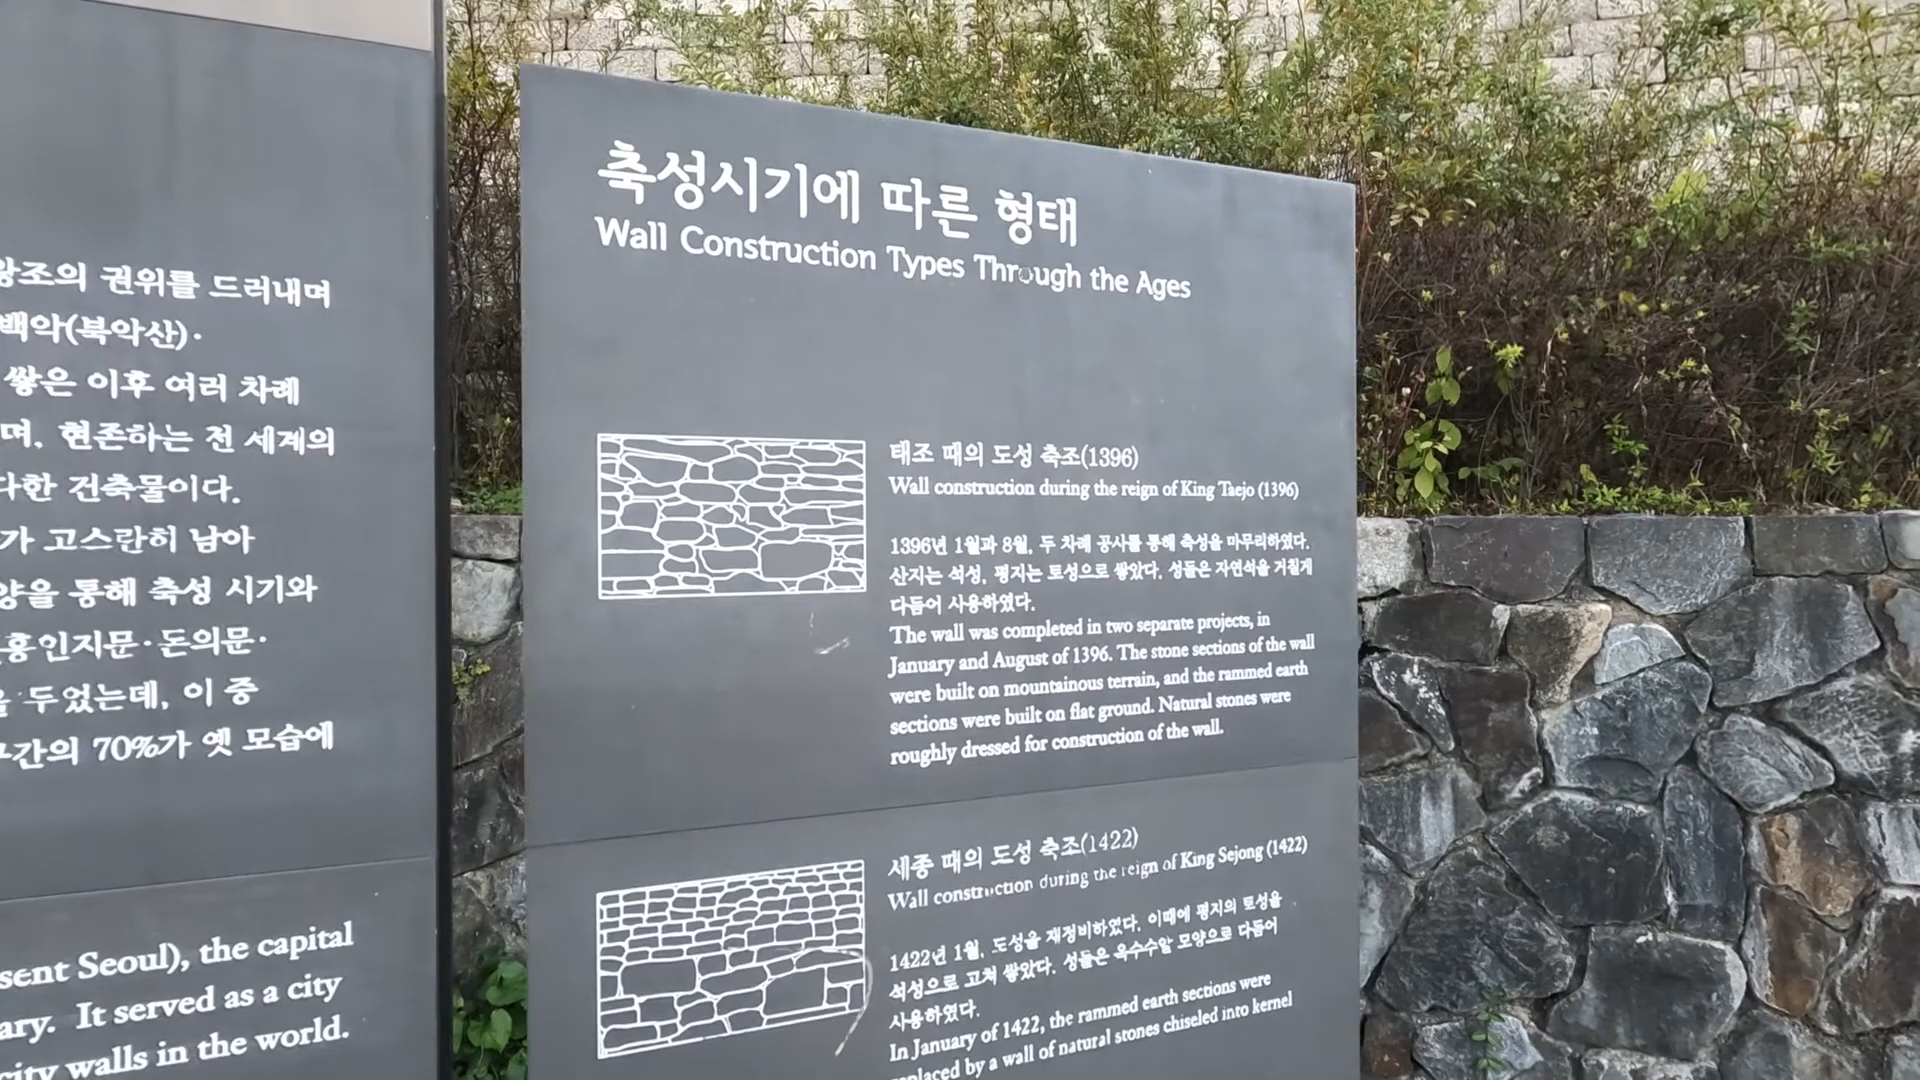 왕조의 권위를 드러내며
백악(북악산)·
쌓은 이후 여러 차례
며, 현존하는 전 세계의
다한 건축물이다.
가 고스란히 남아
양을 통해 축성 시기와
흥인지문·돈의문·
두었는데, 이 중
구간의 70%가 옛 모습에
sent Seoul), the capital
ary. It served as a city
city walls in the world.
축성시기에 따른 형태
Wall Construction Types Through the Ages
태조 때의 도성 축조(1396)
Wall construction during the reign of King Taejo (1396)
1396년 1월과 8월, 두 차례 공사를 통해 축성을 마무리하였다.
산지는 석성, 평지는 토성으로 쌓았다. 성돌은 자연석을 거칠게
다듬어 사용하였다.
The wall was completed in two separate projects, in
January and August of 1396. The stone sections of the wall
were built on mountainous terrain, and the rammed earth
sections were built on flat ground. Natural stones were
roughly dressed for construction of the wall.
세종 때의 도성 축조(1422)
Wall construction during the reign of King Sejong (1422)
1422년 1월, 도성을 재정비하였다. 이때에 평지의 토성을
석성으로 고쳐 쌓았다. 성돌은 옥수수알 모양으로 다듬어
사용하였다.
In January of 1422, the rammed earth sections were
replaced by a wall of natural stones chiseled into kernel